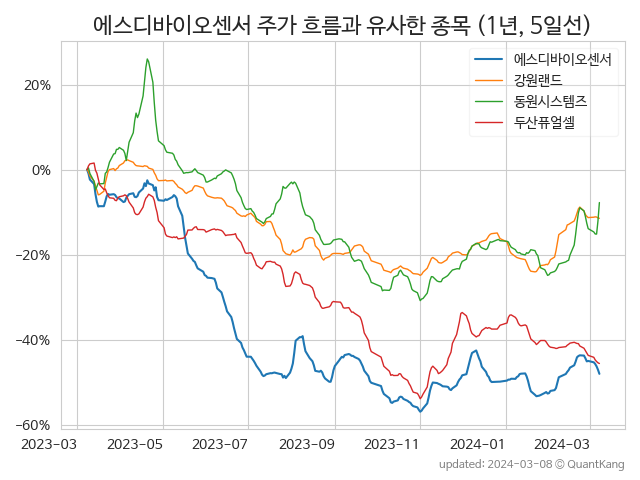 에스디바이오센서 주가 흐름과 유사한 종목 (1년, 5일선)
에스디바이오센서
강원랜드
동원시스템즈
두산퓨얼셀
20%
0%
−20%
−40%
−60%
2023−03
2023−05
2023−07
2023−09
2023−11
2024−01
2024−03
updated: 2024-03-08 © QuantKang